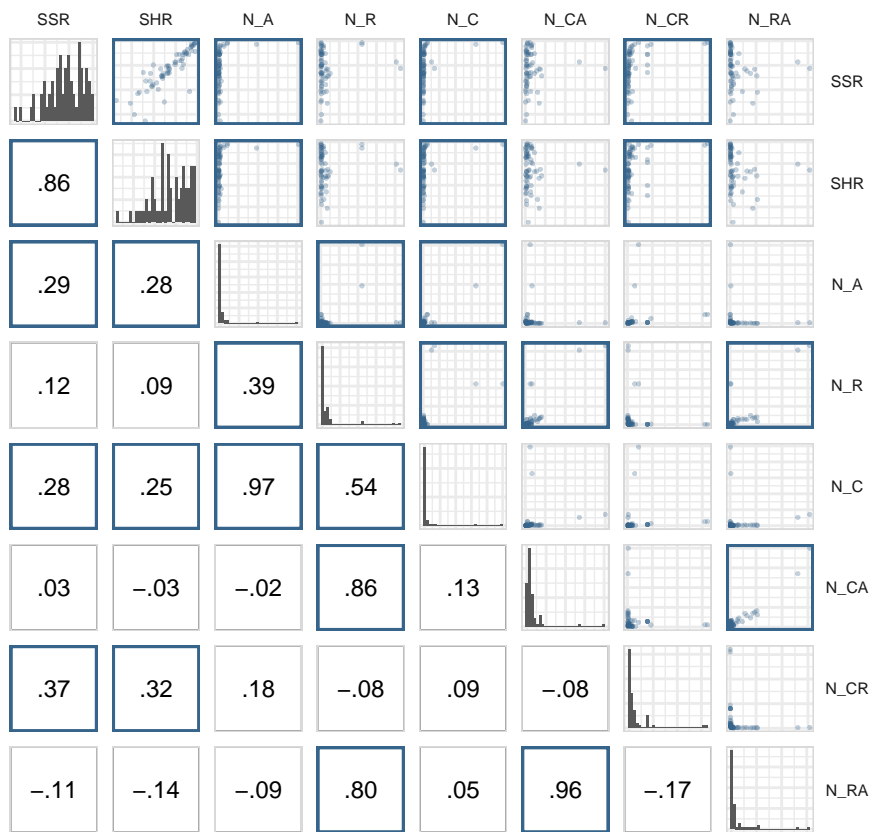 SSR SHR N_A N_R N_C N_CA N_CR N_RA
SSR
.86 SHR
.29 .28 N_A
.12 .09 .39 N_R
.28 .25 .97 .54 N_C
.03 −.03 −.02 .86 .13 N_CA
.37 .32 .18 −.08 .09 −.08 N_CR
−.11 −.14 −.09 .80 .05 .96 −.17 N_RA